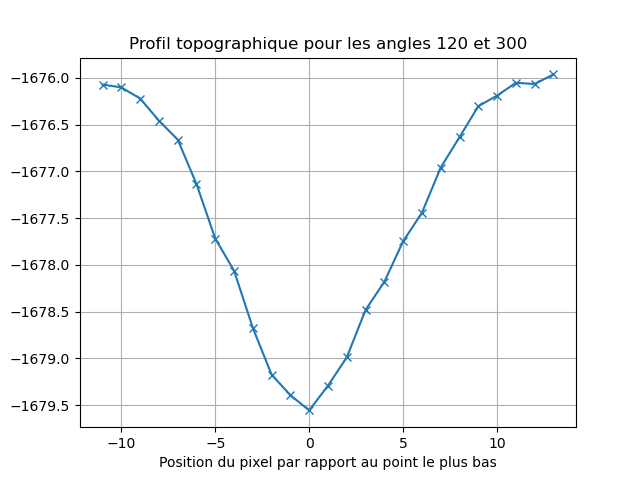 Profil topographique pour les angles 120 et 300
−1676.0
−1676.5
−1677.0
−1677.5
−1678.0
−1678.5
−1679.0
−1679.5
−10 −5 0 5 10
Position du pixel par rapport au point le plus bas